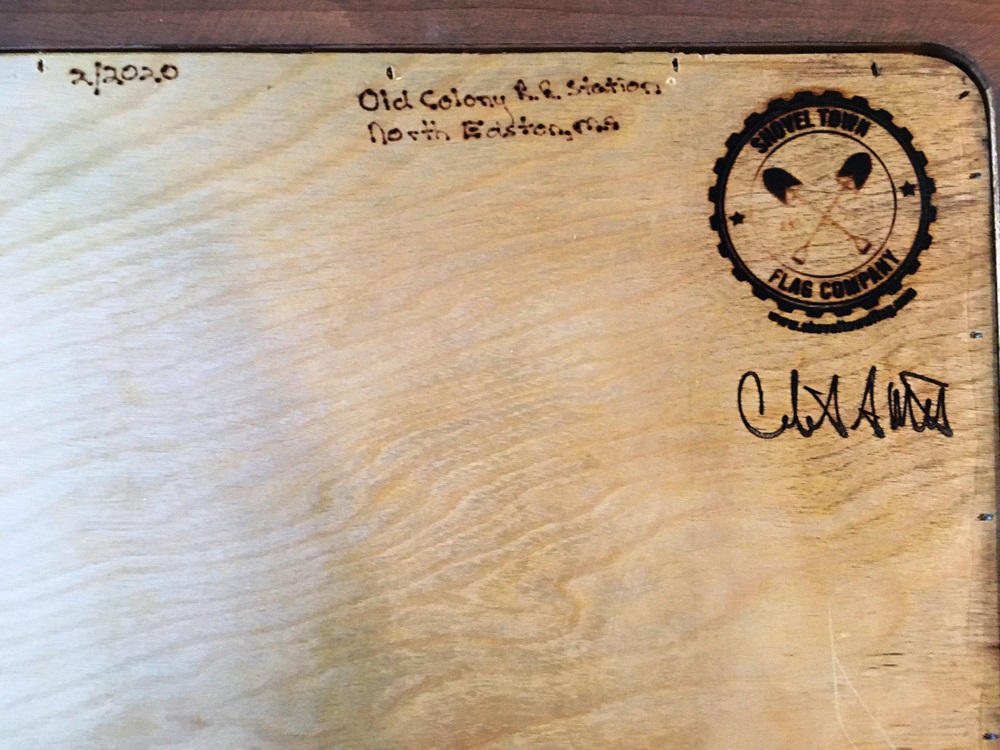 2/2020
Old Colony R.R. Station
North Easton, MA
SHOVEL TOWN
FLAG COMPANY